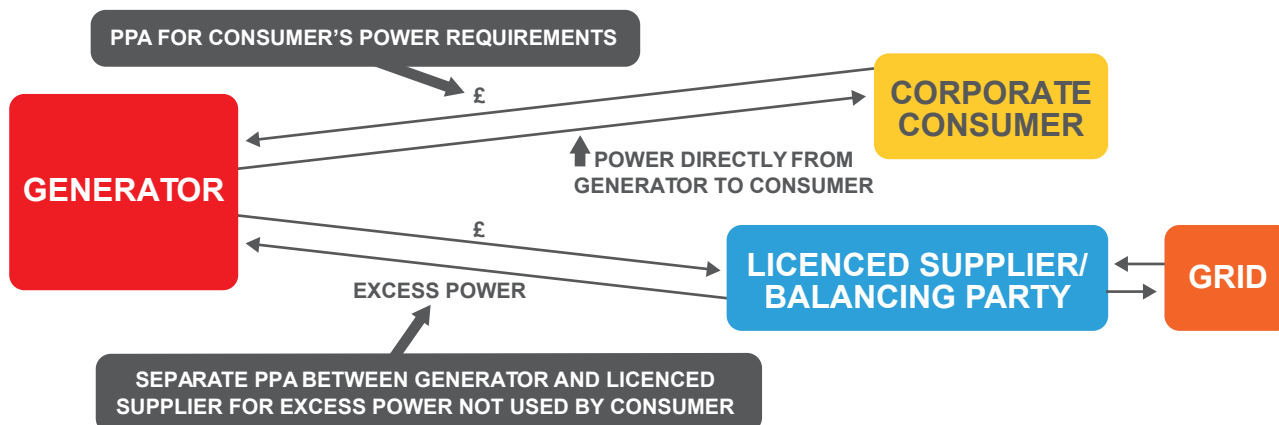 PPA FOR CONSUMER'S POWER REQUIREMENTS
£
CORPORATE
CONSUMER
GENERATOR
POWER DIRECTLY FROM
GENERATOR TO CONSUMER
£
LICENCED SUPPLIER/
BALANCING PARTY
GRID
EXCESS POWER
SEPARATE PPA BETWEEN GENERATOR AND LICENCED
SUPPLIER FOR EXCESS POWER NOT USED BY CONSUMER